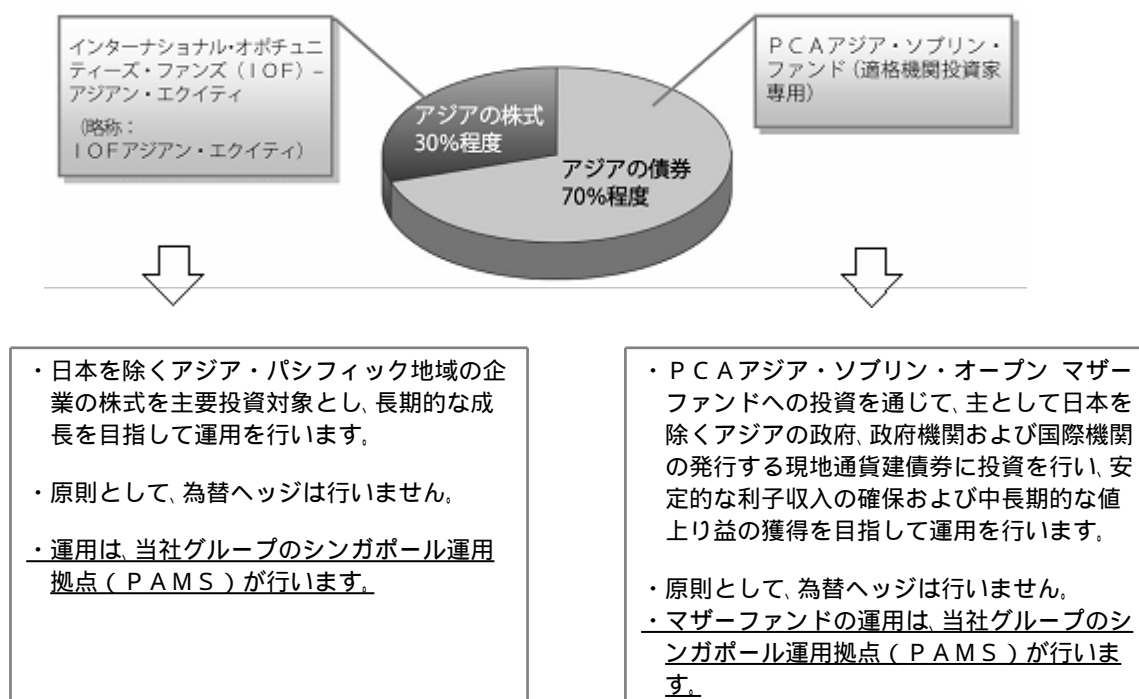 インターナショナル・オポチュニ
ティーズ・ファンズ（ＩＯＦ）－
アジアン・エクイティ
（略称：
ＩＯＦアジアン・エクイティ）
ＰＣＡアジア・ソブリン・
ファンド（適格機関投資家
専用）
アジアの株式
30%程度
アジアの債券
70%程度
・日本を除くアジア・パシフィック地域の企
業の株式を主要投資対象とし、長期的な成
長を目指して運用を行います。
・原則として、為替ヘッジは行いません。
・運用は、当社グループのシンガポール運用
拠点（ＰＡＭＳ）が行います。
・ＰＣＡアジア・ソブリン・オープン マザー
ファンドへの投資を通じて、主として日本を
除くアジアの政府、政府機関および国際機関
の発行する現地通貨建債券に投資を行い、安
定的な利子収入の確保および中長期的な値
上り益の獲得を目指して運用を行います。
・原則として、為替ヘッジは行いません。
・マザーファンドの運用は、当社グループのシ
ンガポール運用拠点（ＰＡＭＳ）が行いま
す。